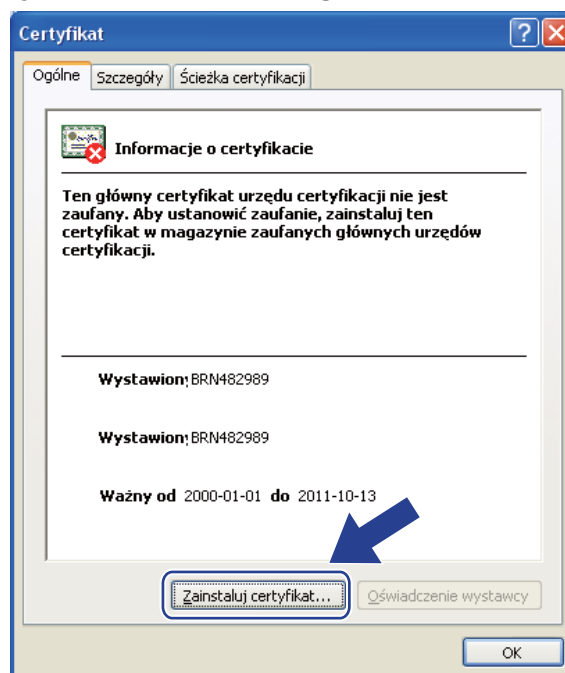 Certyfikat
Ogólne Szczegóły Ścieżka certyfikacji
Informacje o certyfikacie
Ten główny certyfikat urzędu certyfikacji nie jest
zaufany. Aby ustanowić zaufanie, zainstaluj ten
certyfikat w magazynie zaufanych głównych urzędów
certyfikacji.
Wystawiony BRN482989
Wystawiony BRN482989
Ważny od 2000-01-01 do 2011-10-13
Zainstaluj certyfikat... Oświadczenie wystawcy
OK